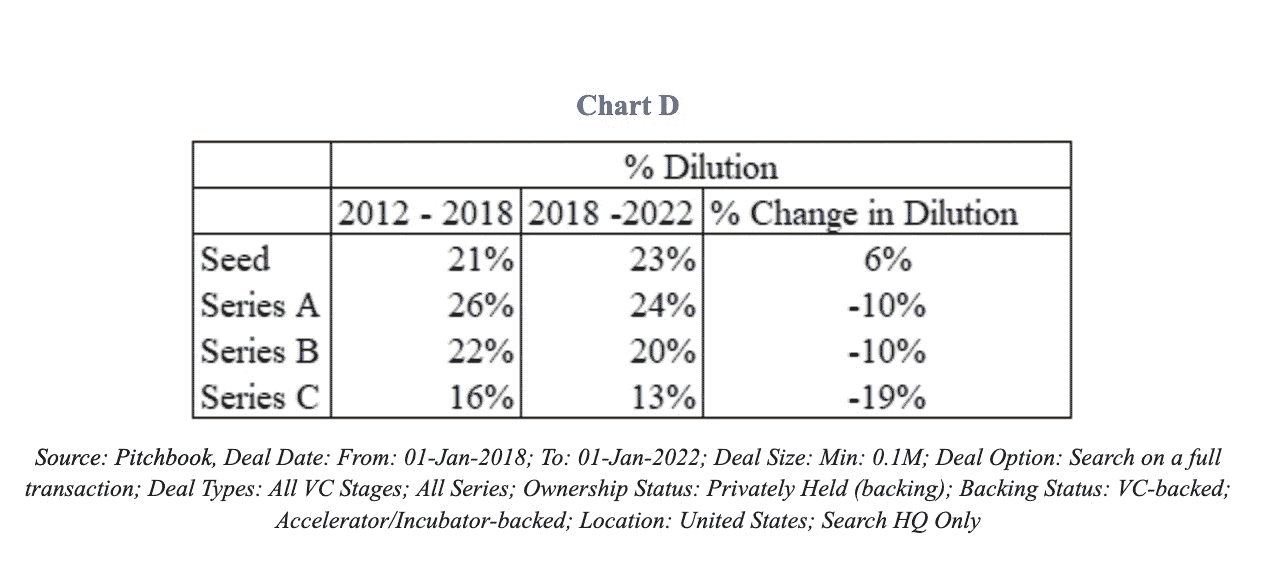 Chart D
% Dilution
2012 - 2018 2018 -2022 % Change in Dilution
Seed 21% 23% 6%
Series A 26% 24% -10%
Series B 22% 20% -10%
Series C 16% 13% -19%
Source: Pitchbook, Deal Date: From: 01-Jan-2018; To: 01-Jan-2022; Deal Size: Min: 0.1M; Deal Option: Search on a full
transaction; Deal Types: All VC Stages; All Series; Ownership Status: Privately Held (backing); Backing Status: VC-backed;
Accelerator/Incubator-backed; Location: United States; Search HQ Only